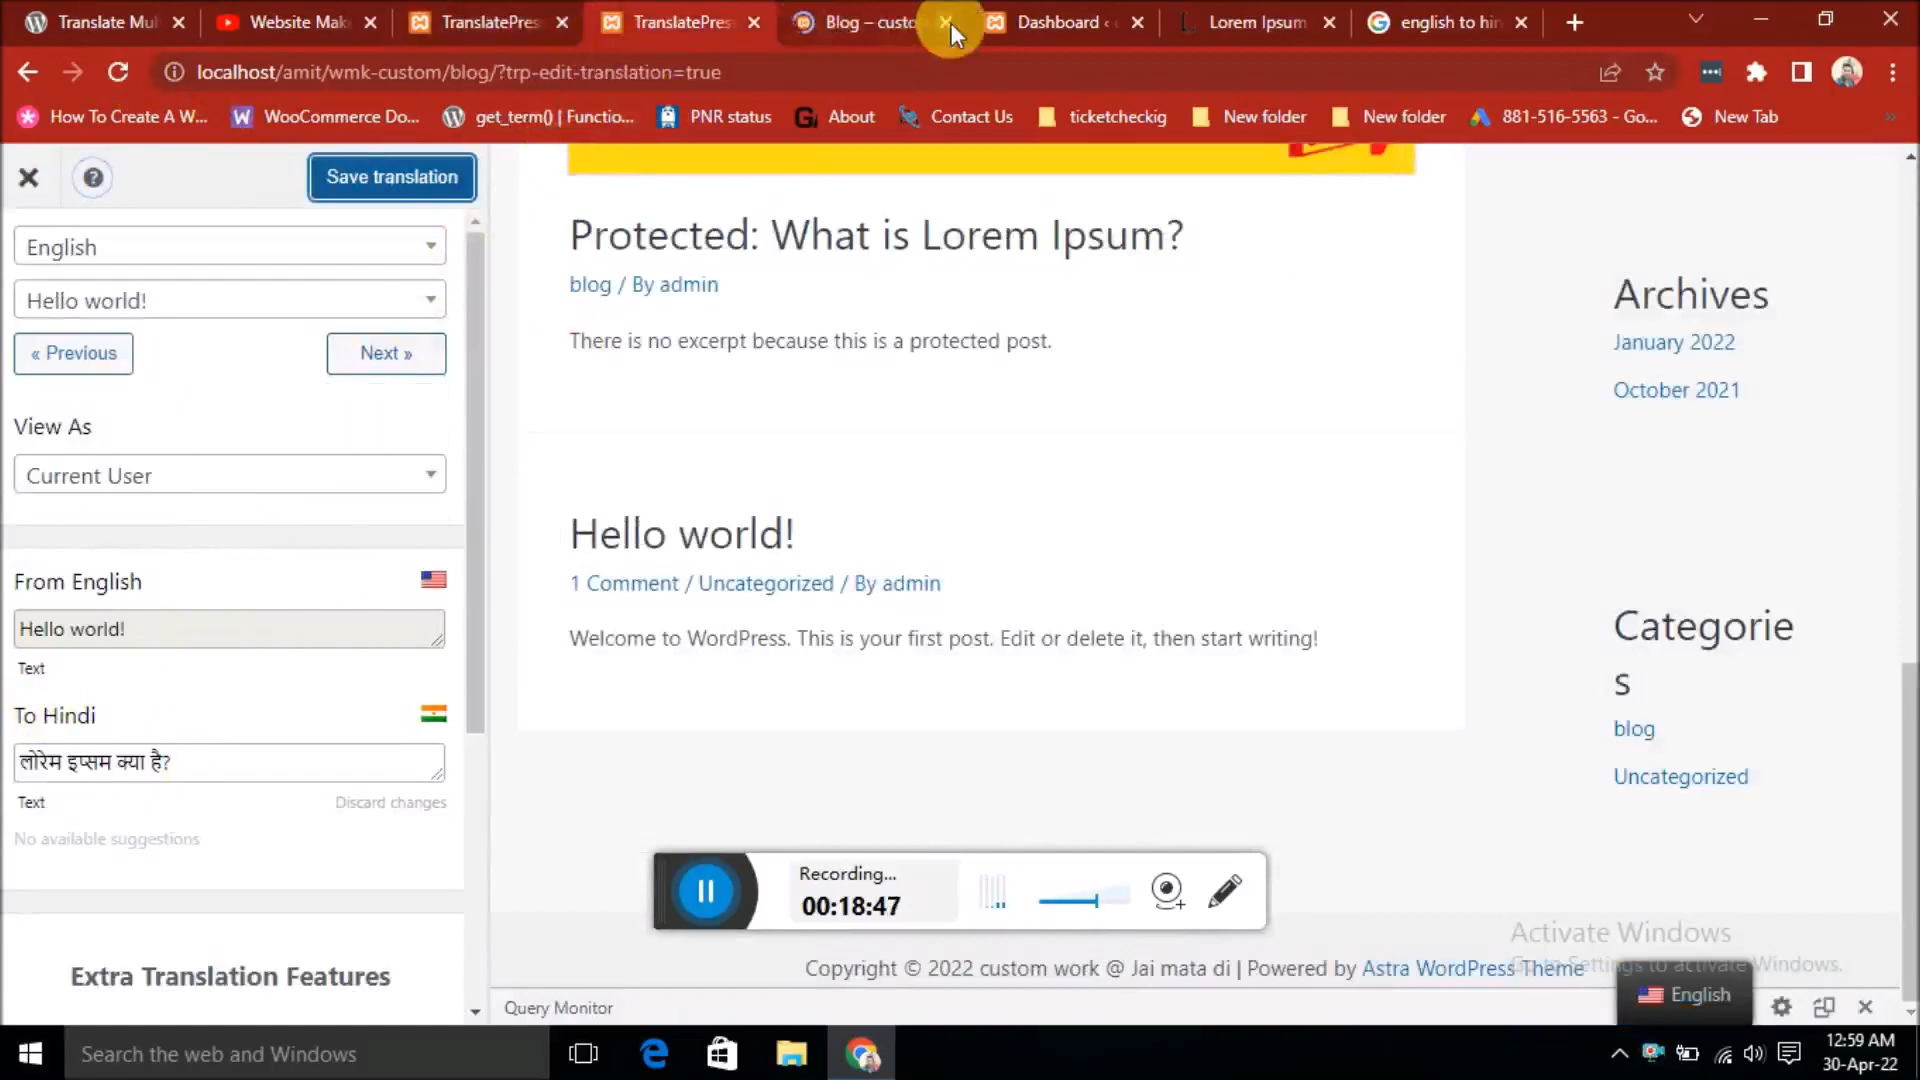 Translate Mul
Website Mak
TranslatePres
TranslatePres
Blog – custo
Dashboard
Lorem Ipsum
english to hin
localhost/amit/wmk-custom/blog/?trp-edit-translation=true
How To Create A W...
WooCommerce Do...
get_term() | Functio...
PNR status
About
Contact Us
ticketcheckig
New folder
New folder
881-516-5563 - Go...
New Tab
Save translation
English
Hello world!
« Previous
Next »
View As
Current User
From English
Hello world!
Text
To Hindi
लोरेम इप्सम क्या है?
Text
Discard changes
No available suggestions
Extra Translation Features
Protected: What is Lorem Ipsum?
blog / By admin
There is no excerpt because this is a protected post.
Hello world!
1 Comment / Uncategorized / By admin
Welcome to WordPress. This is your first post. Edit or delete it, then start writing!
Archives
January 2022
October 2021
Categorie
s
blog
Uncategorized
Recording...
00:18:47
Activate Windows
Go to Settings to activate Windows.
Copyright © 2022 custom work @ Jai mata di | Powered by Astra WordPress Theme
English
Query Monitor
Search the web and Windows
12:59 AM
30-Apr-22